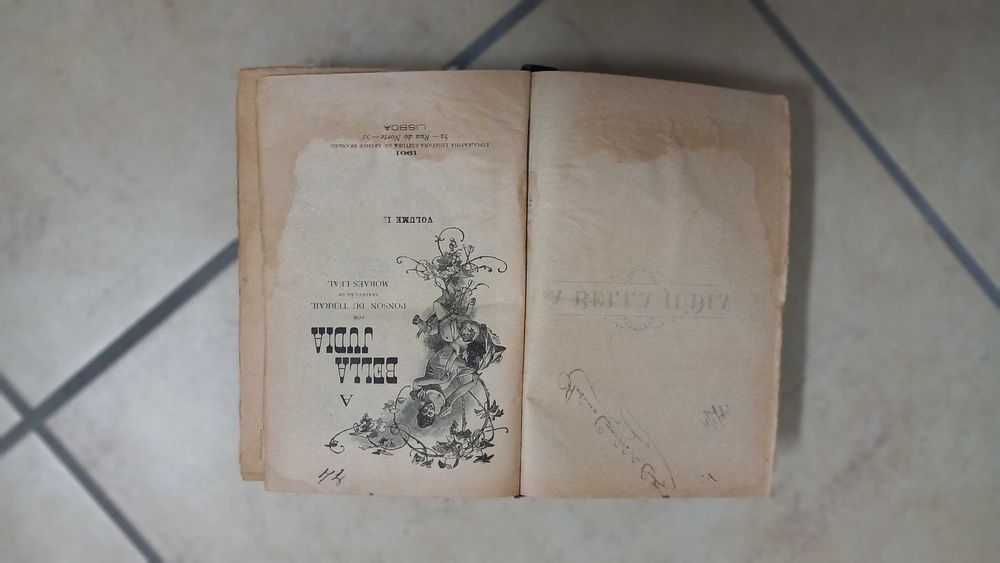 A
BELLA
JUDIA
POR
PONSON DU TERRAIL
TRADUCÇÃO DE
MORAES LEAL
VOLUME I.
1901
TYPOGRAPHIA LUSITANA-EDITORA DE ARTHUR BRANDÃO
52 — Rua do Norte — 52
LISBOA
A BELLA JUDIA